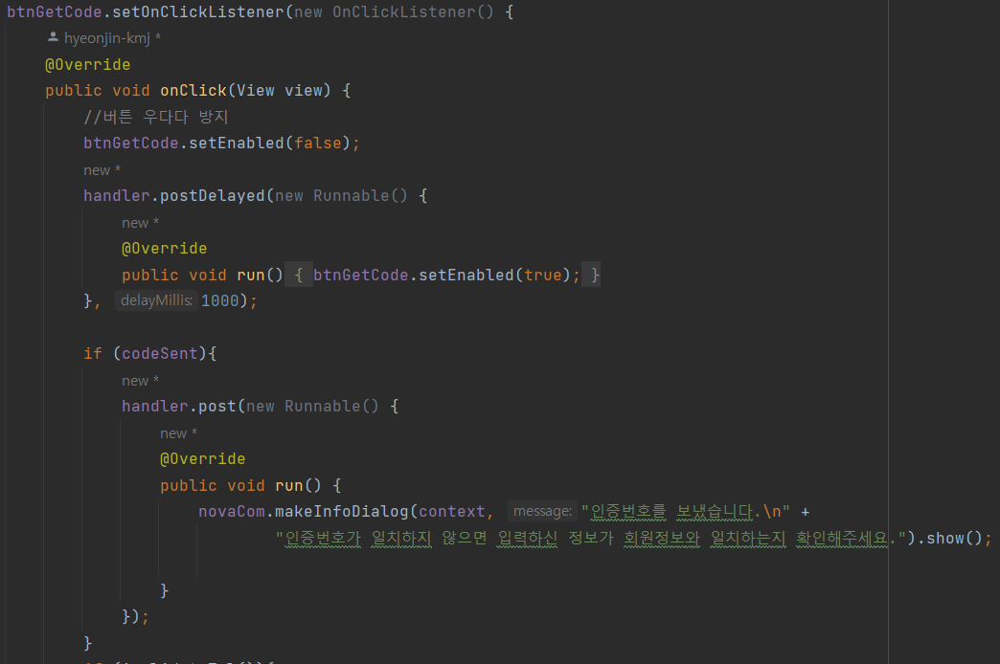 btnGetCode.setOnClickListener(new OnClickListener() {
hyeonjin-kmj *
@Override
public void onClick(View view) {
//버튼 우다다 방지
btnGetCode.setEnabled(false);
new *
handler.postDelayed(new Runnable() {
new *
@Override
public void run() { btnGetCode.setEnabled(true); }
}, delayMillis: 1000);
if (codeSent){
new *
handler.post(new Runnable() {
new *
@Override
public void run() {
novaCom.makeInfoDialog(context, message: "인증번호를 보냈습니다.\n" +
"인증번호가 일치하지 않으면 입력하신 정보가 회원정보와 일치하는지 확인해주세요.").show();
}
});
}